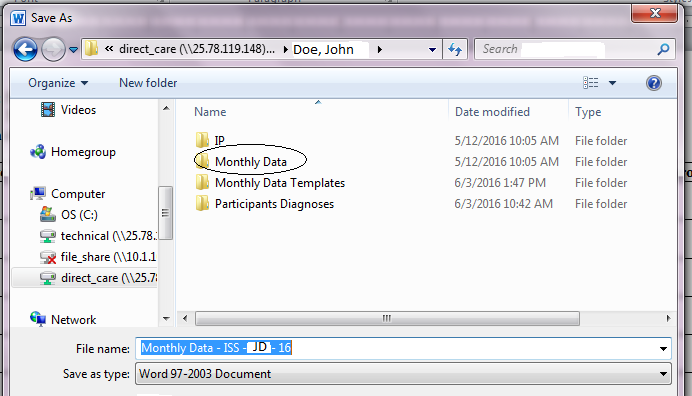 Save As
« direct_care (\\25.78.119.148)... Doe, John
Search
Organize New folder
Videos
Homegroup
Computer
OS (C:)
technical (\\25.78.
file_share (\\10.1.1
direct_care (\\25.78
Network
Name Date modified Type
IP 5/12/2016 10:05 AM File folder
Monthly Data 5/12/2016 10:05 AM File folder
Monthly Data Templates 6/3/2016 1:47 PM File folder
Participants Diagnoses 6/3/2016 10:42 AM File folder
File name: Monthly Data - ISS - JD - 16
Save as type: Word 97-2003 Document